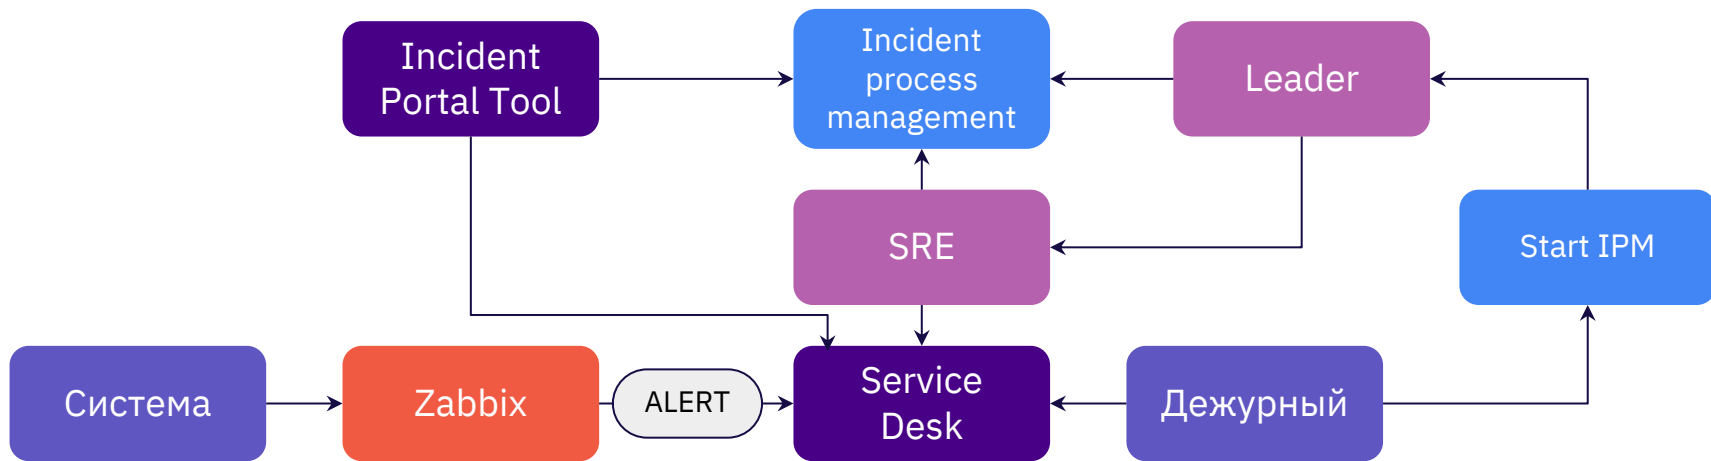 Incident
Portal Tool
Incident
process
management
Leader
SRE
Start IPM
Система
Zabbix
ALERT
Service
Desk
Дежурный